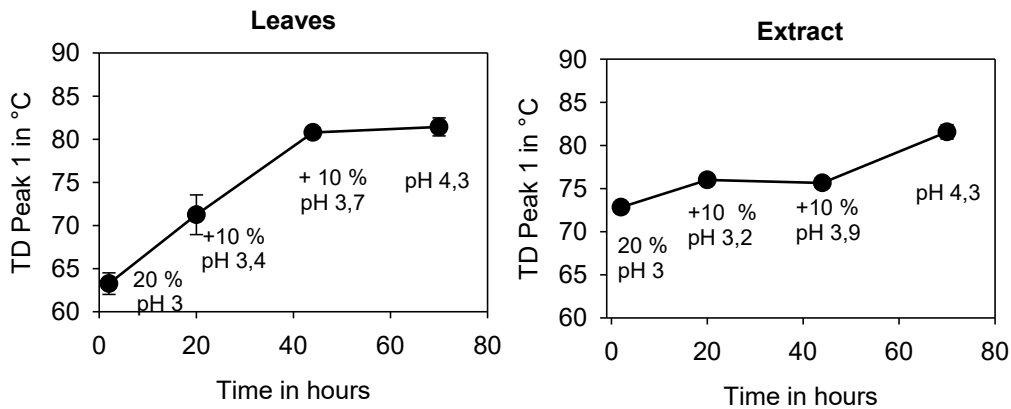 Leaves
TD Peak 1 in °C
90
85
80
75
70
65
60
20 %
pH 3
+10 %
pH 3,4
+ 10 %
pH 3,7
pH 4,3
0
20
40
60
80
Time in hours
Extract
TD Peak 1 in °C
90
85
80
75
70
65
60
20 %
pH 3
+10 %
pH 3,2
+10 %
pH 3,9
pH 4,3
0
20
40
60
80
Time in hours